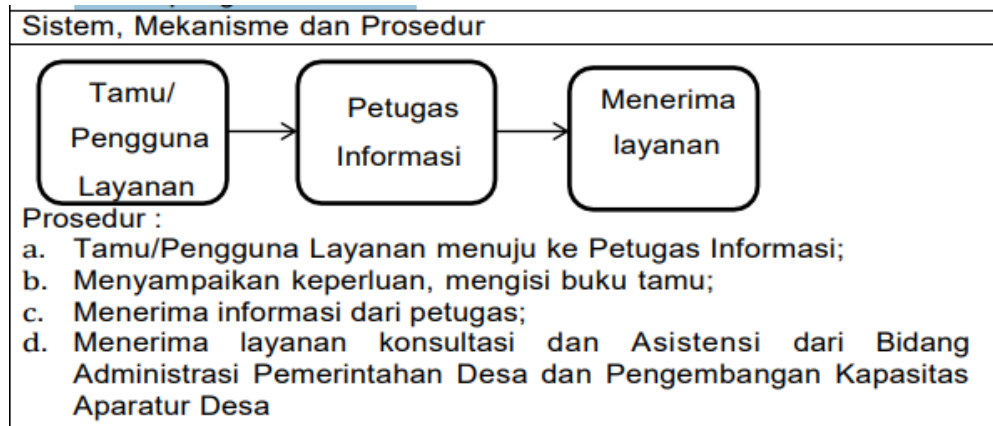 Sistem, Mekanisme dan Prosedur
Tamu/
Pengguna
Layanan
Petugas
Informasi
Menerima
layanan
Prosedur :
a. Tamu/Pengguna Layanan menuju ke Petugas Informasi;
b. Menyampaikan keperluan, mengisi buku tamu;
c. Menerima informasi dari petugas;
d. Menerima layanan konsultasi dan Asistensi dari Bidang
Administrasi Pemerintahan Desa dan Pengembangan Kapasitas
Aparatur Desa